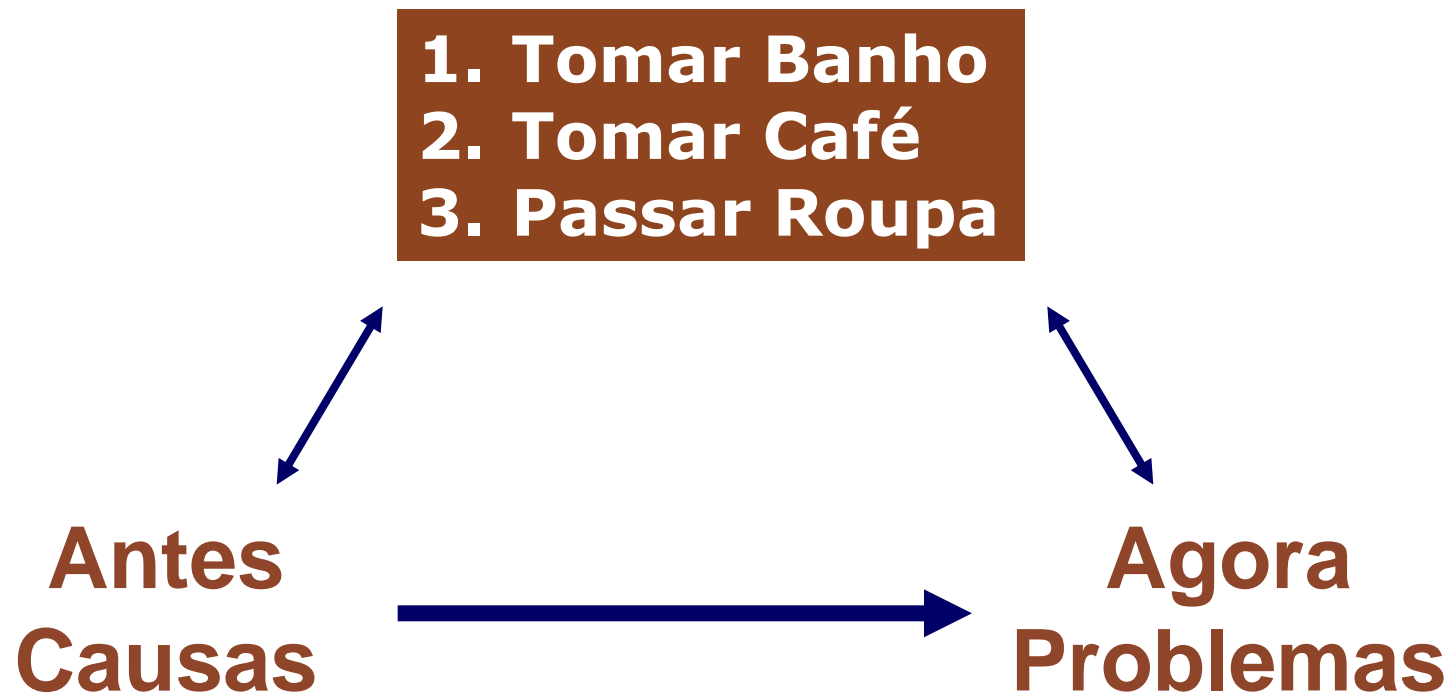 1. Tomar Banho
2. Tomar Café
3. Passar Roupa
Antes
Causas
Agora
Problemas